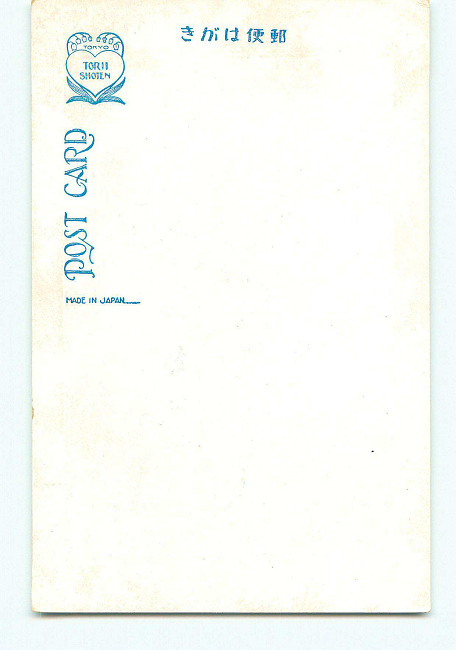 郵便はがき
TOKYO
TORII
SHOTEN
POST CARD
MADE IN JAPAN